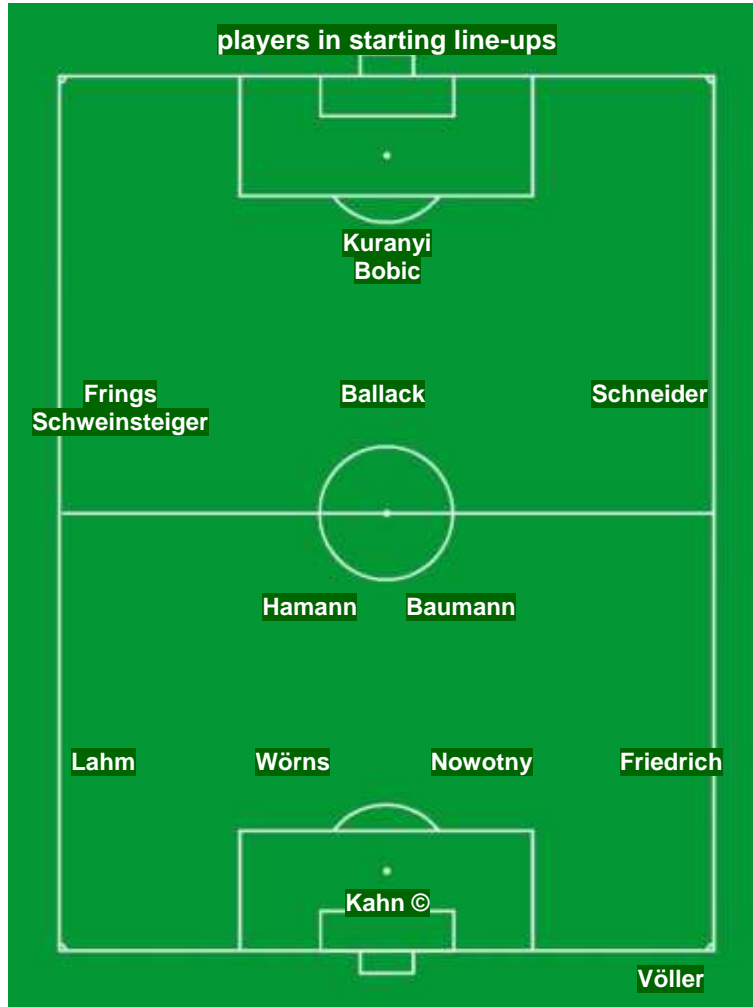 players in starting line-ups
Kuranyi
Bobic
Frings Ballack Schneider
Schweinsteiger
Hamann Baumann
Lahm Wörns Nowotny Friedrich
Kahn ©
Völler